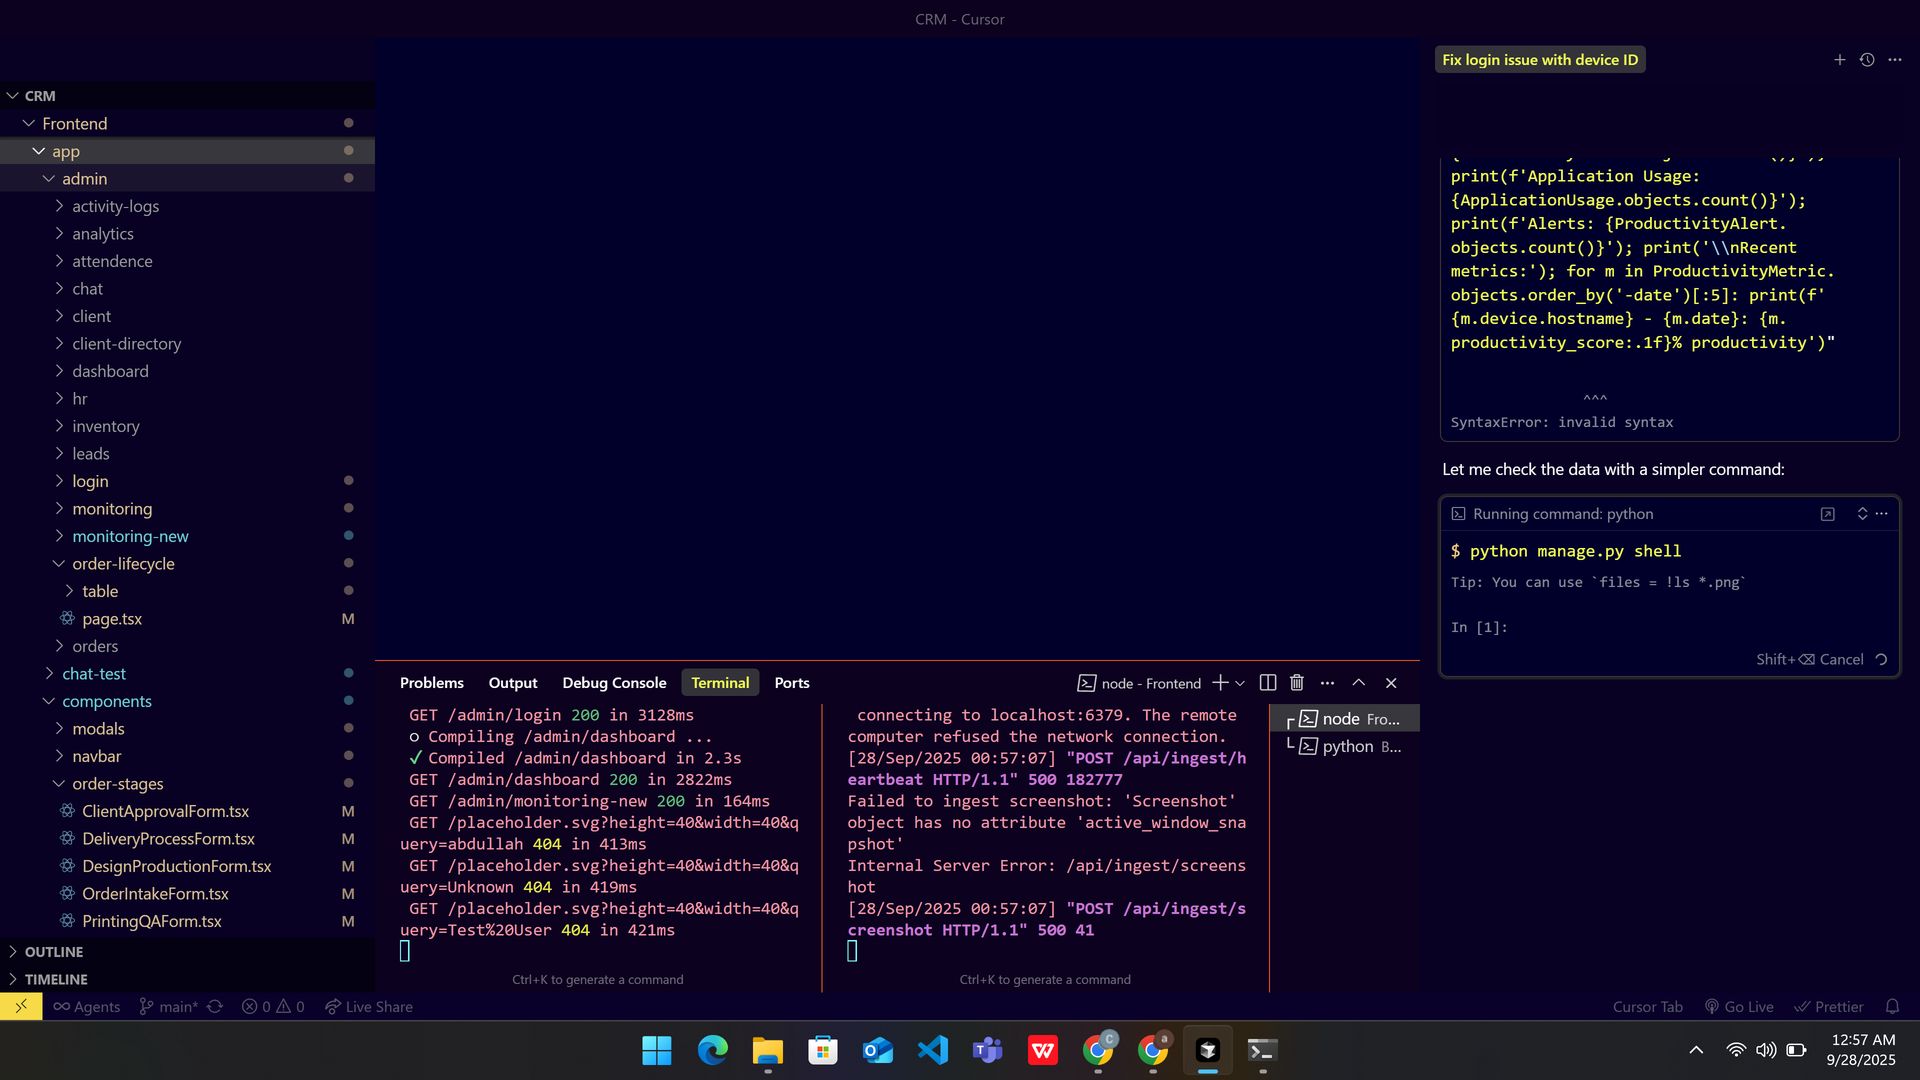 CRM - Cursor
CRM
Frontend
app
admin
activity-logs
analytics
attendence
chat
client
client-directory
dashboard
hr
inventory
leads
login
monitoring
monitoring-new
order-lifecycle
table
page.tsx M
orders
chat-test
components
modals
navbar
order-stages
ClientApprovalForm.tsx M
DeliveryProcessForm.tsx M
DesignProductionForm.tsx M
OrderIntakeForm.tsx M
PrintingQAForm.tsx M
OUTLINE
TIMELINE
Problems Output Debug Console Terminal Ports
node - Frontend
GET /admin/login 200 in 3128ms
○ Compiling /admin/dashboard ...
✓ Compiled /admin/dashboard in 2.3s
GET /admin/dashboard 200 in 2822ms
GET /admin/monitoring-new 200 in 164ms
GET /placeholder.svg?height=40&width=40&q
uery=abdullah 404 in 413ms
GET /placeholder.svg?height=40&width=40&q
uery=Unknown 404 in 419ms
GET /placeholder.svg?height=40&width=40&q
uery=Test%20User 404 in 421ms
Ctrl+K to generate a command
connecting to localhost:6379. The remote
computer refused the network connection.
[28/Sep/2025 00:57:07] "POST /api/ingest/h
eartbeat HTTP/1.1" 500 182777
Failed to ingest screenshot: 'Screenshot'
object has no attribute 'active_window_sna
pshot'
Internal Server Error: /api/ingest/screens
hot
[28/Sep/2025 00:57:07] "POST /api/ingest/s
creenshot HTTP/1.1" 500 41
Ctrl+K to generate a command
node Fro...
python B...
Fix login issue with device ID
print(f'Application Usage:
{ApplicationUsage.objects.count()}');
print(f'Alerts: {ProductivityAlert.
objects.count()}'); print('\\nRecent
metrics:'); for m in ProductivityMetric.
objects.order_by('-date')[:5]: print(f'
{m.device.hostname} - {m.date}: {m.
productivity_score:.1f}% productivity')"
^^^
SyntaxError: invalid syntax
Let me check the data with a simpler command:
Running command: python
$ python manage.py shell
Tip: You can use `files = !ls *.png`
In [1]:
Shift+⌫ Cancel
Agents main* 0 0 Live Share
Cursor Tab Go Live Prettier
12:57 AM
9/28/2025